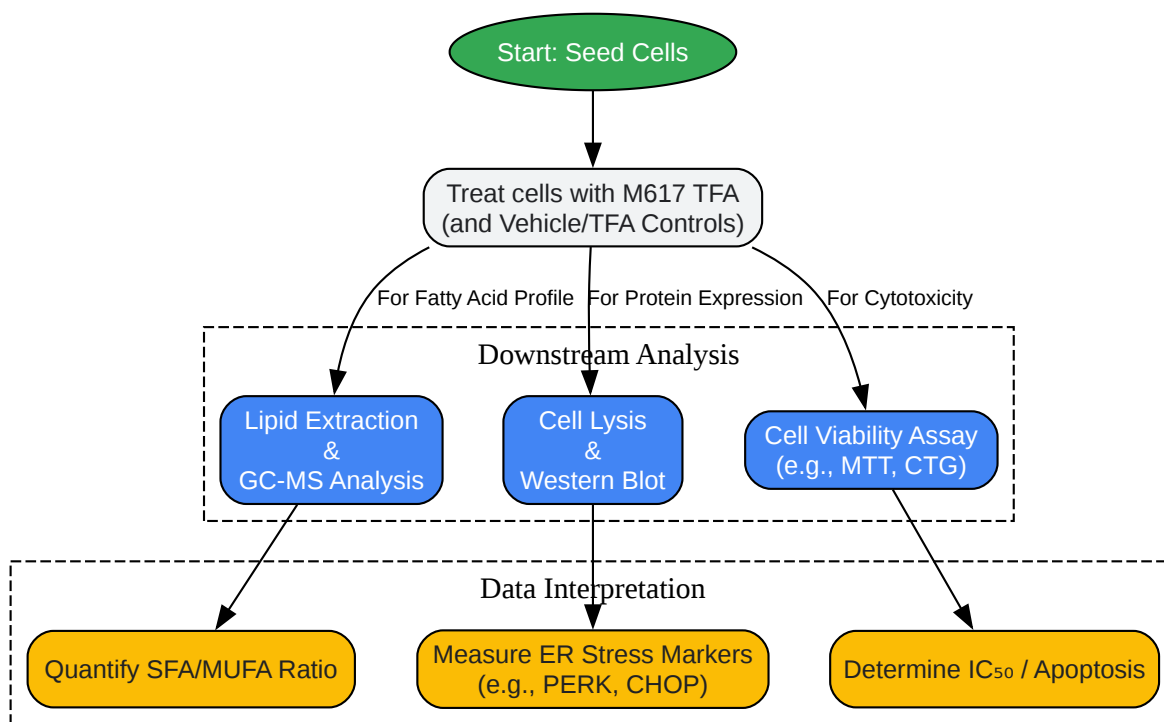 Start: Seed Cells
Treat cells with M617 TFA
(and Vehicle/TFA Controls)
For Fatty Acid Profile
For Protein Expression
For Cytotoxicity
Downstream Analysis
Lipid Extraction
&
GC-MS Analysis
Cell Lysis
&
Western Blot
Cell Viability Assay
(e.g., MTT, CTG)
Data Interpretation
Quantify SFA/MUFA Ratio
Measure ER Stress Markers
(e.g., PERK, CHOP)
Determine IC₅₀ / Apoptosis